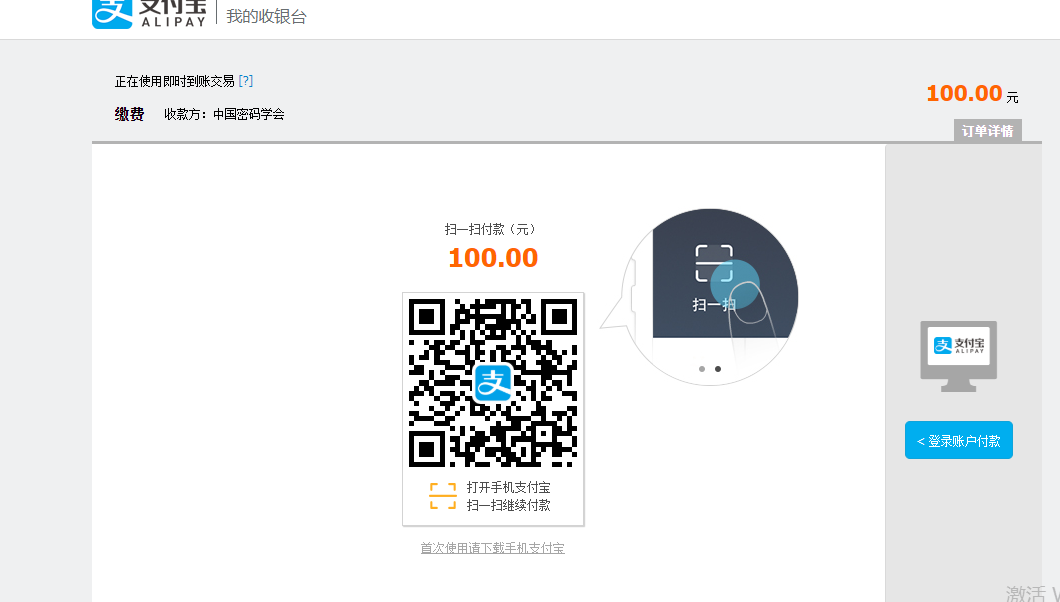 支付宝
ALIPAY
我的收银台
正在使用即时到账交易 [?]
缴费 收款方：中国密码学会
100.00 元
订单详情
扫一扫付款（元）
100.00
扫一扫
支
支付宝
ALIPAY
< 登录账户付款
打开手机支付宝
扫一扫继续付款
首次使用请下载手机支付宝
激活